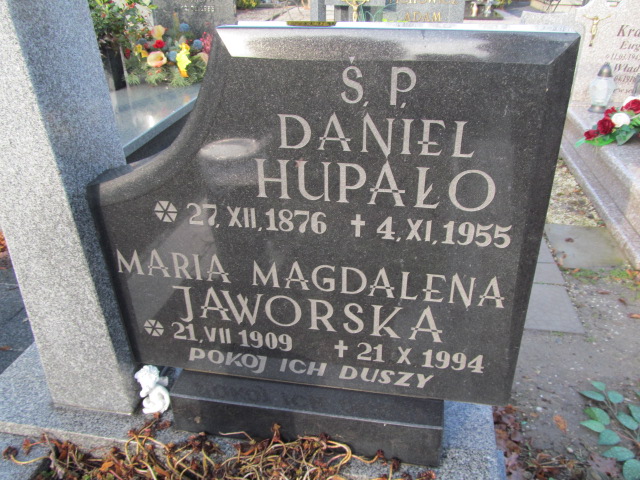 Ś. P.
DANIEL
HUPAŁO
27. XII. 1876 † 4. XI. 1955
MARIA MAGDALENA
JAWORSKA
21. VII 1909 † 21 X 1994
POKOJ ICH DUSZY
ADAM